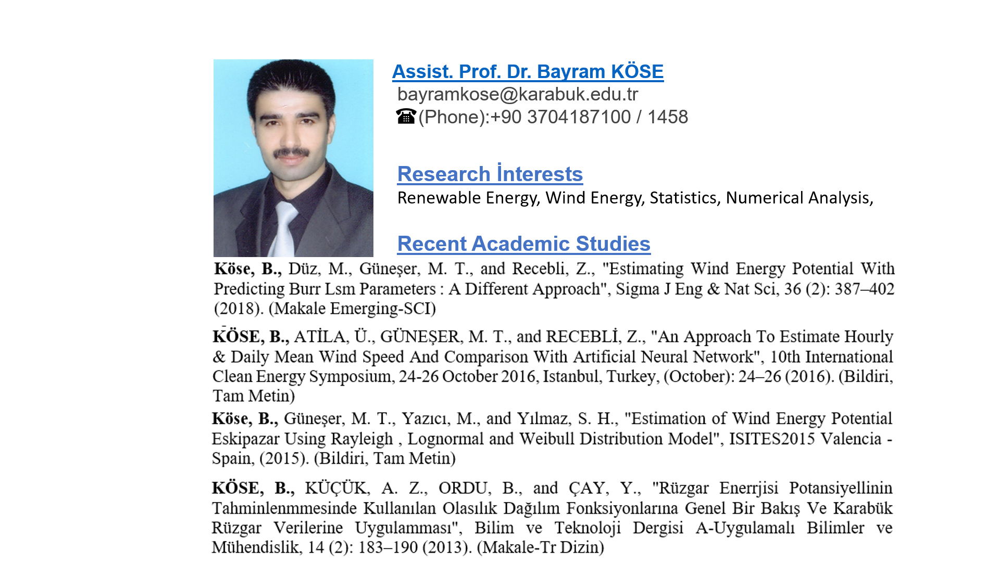 Assist. Prof. Dr. Bayram KÖSE
bayramkose@karabuk.edu.tr
☎(Phone):+90 3704187100 / 1458
Research İnterests
Renewable Energy, Wind Energy, Statistics, Numerical Analysis,
Recent Academic Studies
Köse, B., Düz, M., Güneşer, M. T., and Recebli, Z., "Estimating Wind Energy Potential With
Predicting Burr Lsm Parameters : A Different Approach", Sigma J Eng & Nat Sci, 36 (2): 387–402
(2018). (Makale Emerging-SCI)
KÖSE, B., ATİLA, Ü., GÜNEŞER, M. T., and RECEBLİ, Z., "An Approach To Estimate Hourly
& Daily Mean Wind Speed And Comparison With Artificial Neural Network", 10th International
Clean Energy Symposium, 24-26 October 2016, Istanbul, Turkey, (October): 24–26 (2016). (Bildiri,
Tam Metin)
Köse, B., Güneşer, M. T., Yazıcı, M., and Yılmaz, S. H., "Estimation of Wind Energy Potential
Eskipazar Using Rayleigh , Lognormal and Weibull Distribution Model", ISITES2015 Valencia -
Spain, (2015). (Bildiri, Tam Metin)
KÖSE, B., KÜÇÜK, A. Z., ORDU, B., and ÇAY, Y., "Rüzgar Enerrjisi Potansiyellinin
Tahminlenmmesinde Kullanılan Olasılık Dağılım Fonksiyonlarına Genel Bir Bakış Ve Karabük
Rüzgar Verilerine Uygulamması", Bilim ve Teknoloji Dergisi A-Uygulamalı Bilimler ve
Mühendislik, 14 (2): 183–190 (2013). (Makale-Tr Dizin)